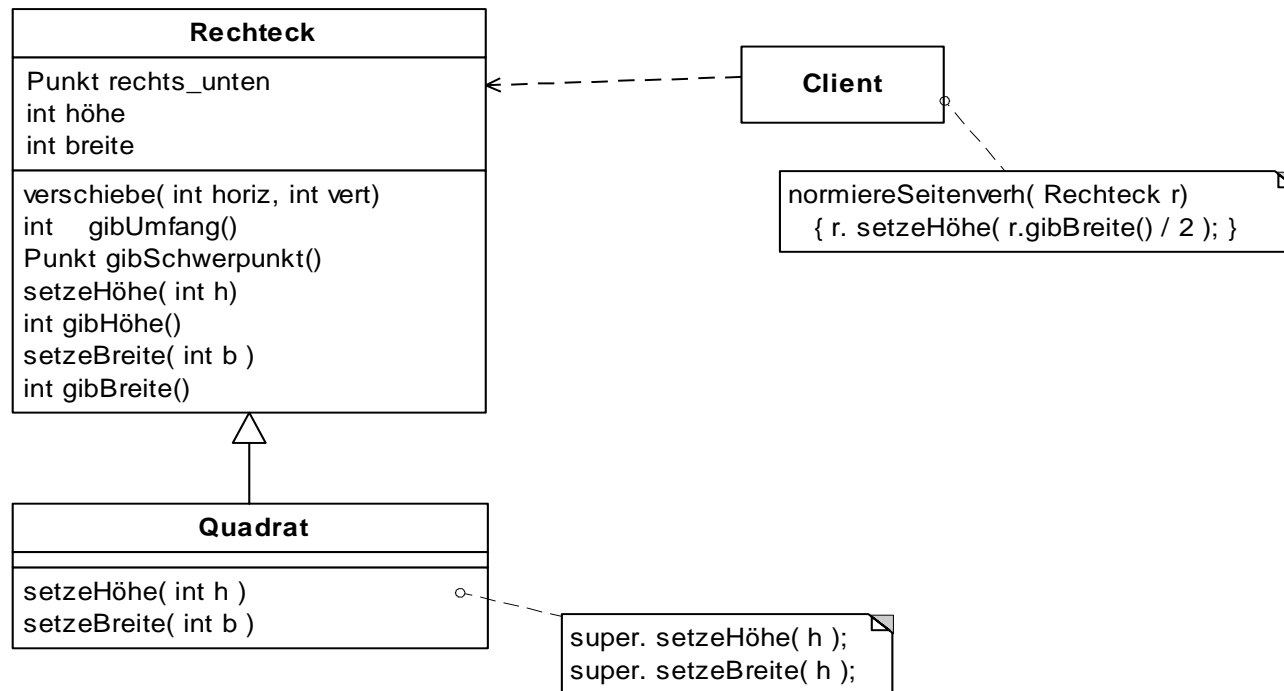 Rechteck
Punkt rechts_unten
int höhe
int breite
verschiebe( int horiz, int vert)
int gibUmfang()
Punkt gibSchwerpunkt()
setzeHöhe( int h)
int gibHöhe()
setzeBreite( int b )
int gibBreite()
Client
normiereSeitenverh( Rechteck r)
{ r. setzeHöhe( r.gibBreite() / 2 ); }
Quadrat
setzeHöhe( int h )
setzeBreite( int b )
super. setzeHöhe( h );
super. setzeBreite( h );